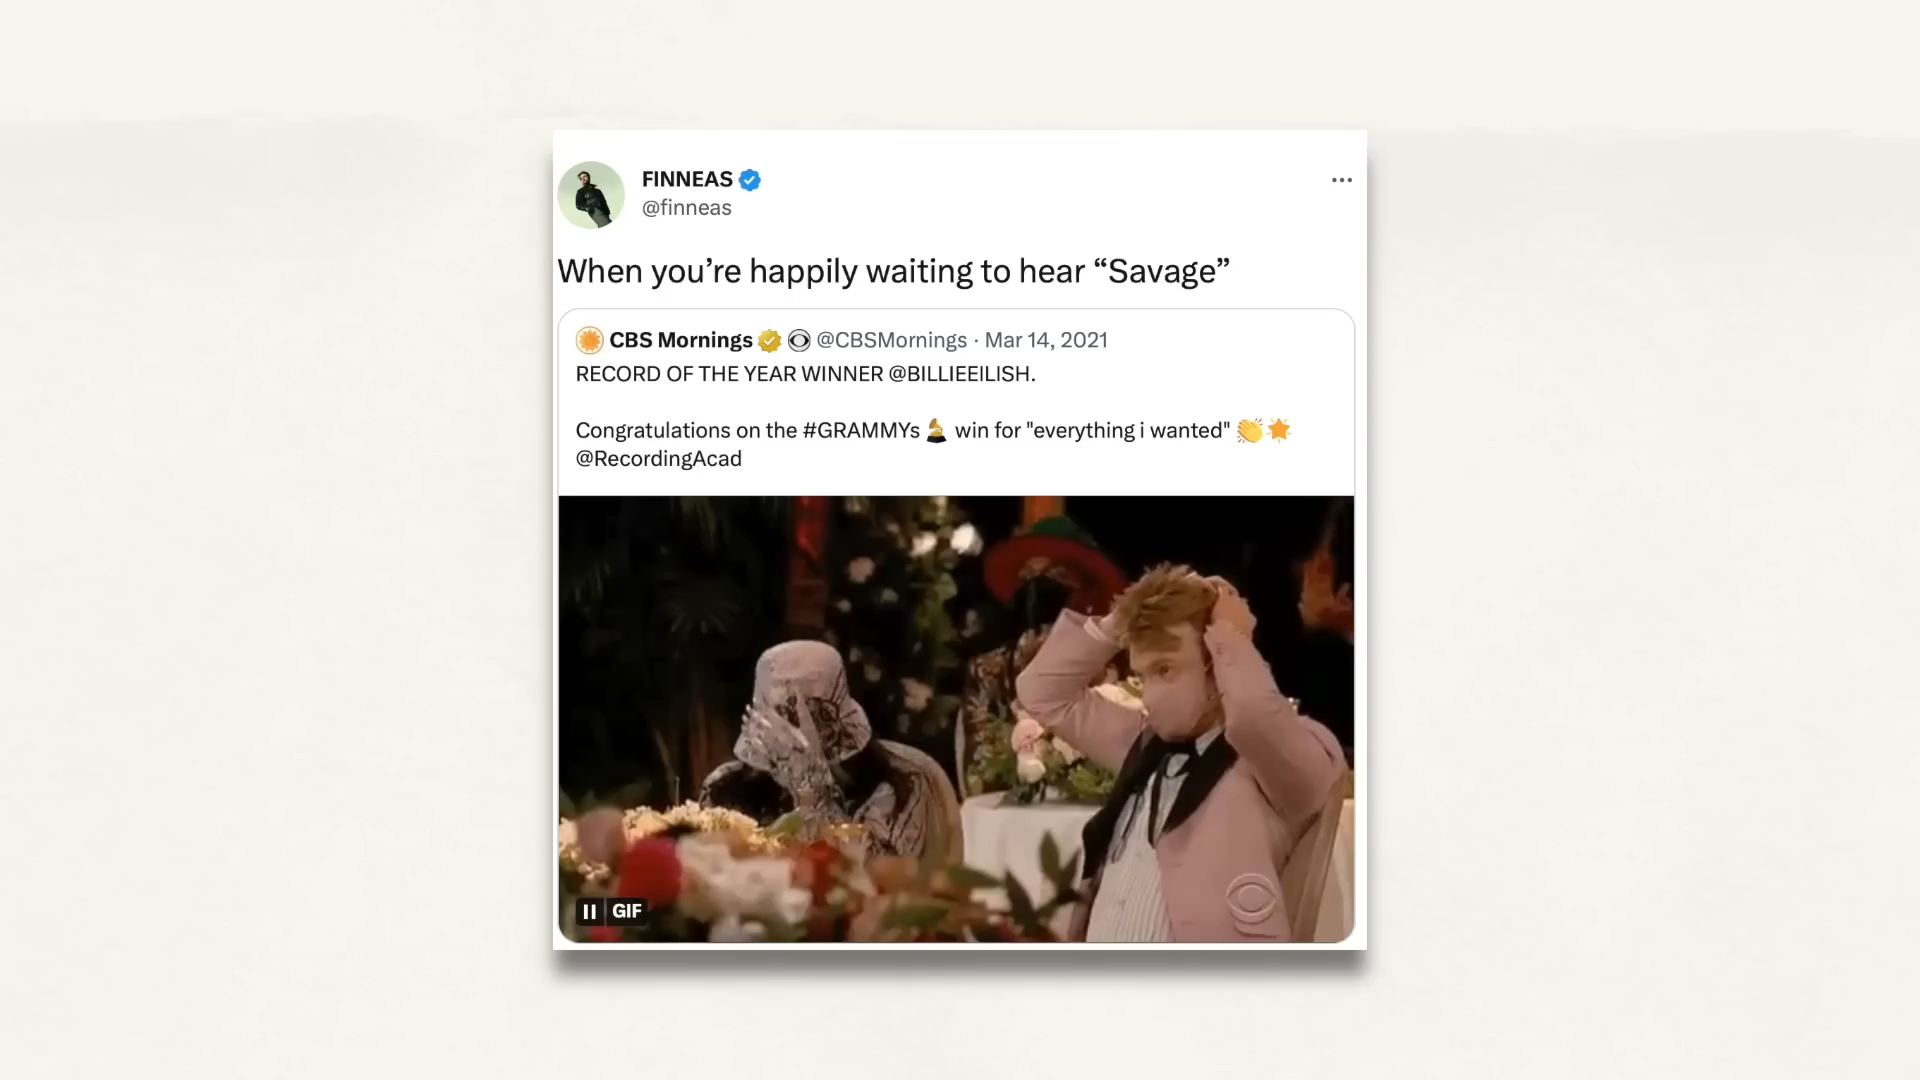 FINNEAS
@finneas
When you’re happily waiting to hear “Savage”
CBS Mornings @CBSMornings · Mar 14, 2021
RECORD OF THE YEAR WINNER @BILLIEEILISH.
Congratulations on the #GRAMMYs win for "everything i wanted" 👏🌟
@RecordingAcad
GIF